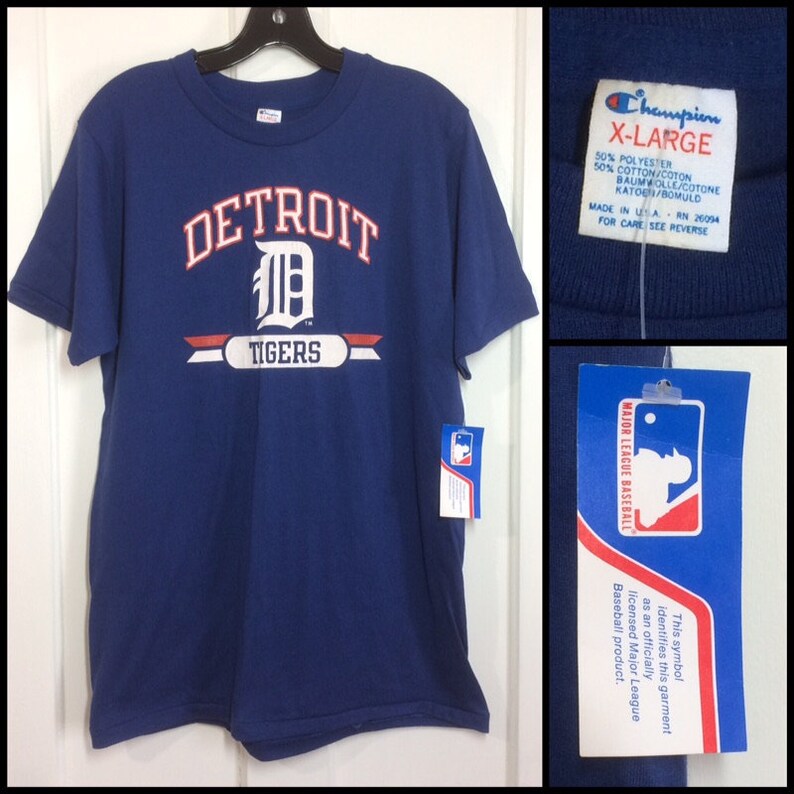 Champion
X-LARGE
DETROIT
D
TM
TIGERS
Champion®
X-LARGE
50% POLYESTER
50% COTTON/COTON
BAUMWOLLE/COTONE
KATOEN/BOMULD
MADE IN U.S.A. · RN 26094
FOR CARE SEE REVERSE
MAJOR LEAGUE BASEBALL®
This symbol
identifies this garment
as an officially
licensed Major League
Baseball product.